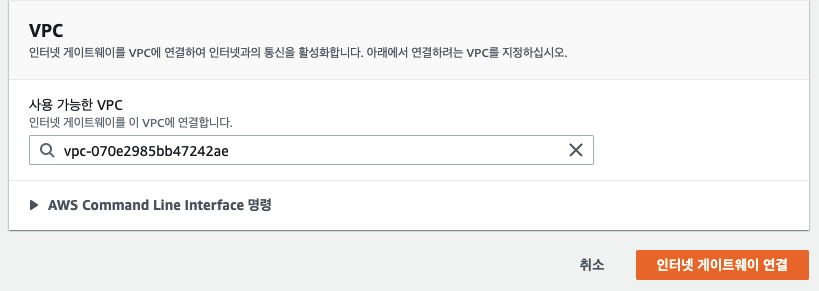 VPC
인터넷 게이트웨이를 VPC에 연결하여 인터넷과의 통신을 활성화합니다. 아래에서 연결하려는 VPC를 지정하십시오.
사용 가능한 VPC
인터넷 게이트웨이를 이 VPC에 연결합니다.
vpc-070e2985bb47242ae
AWS Command Line Interface 명령
취소
인터넷 게이트웨이 연결